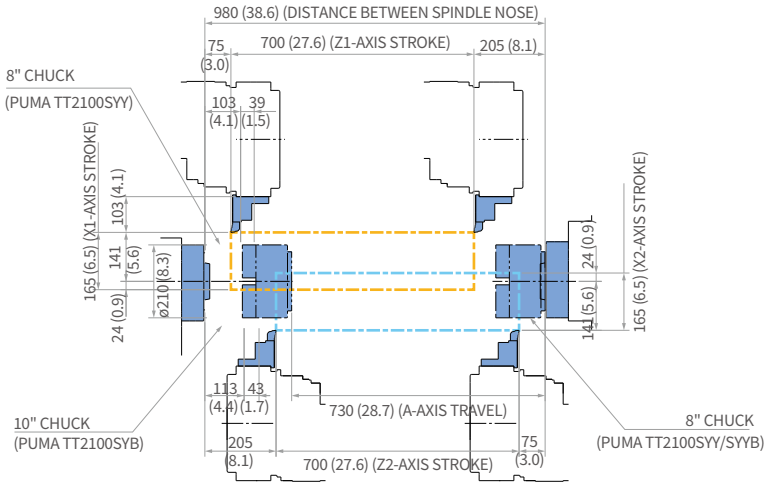 980 (38.6) (DISTANCE BETWEEN SPINDLE NOSE)
75
(3.0)
700 (27.6) (Z1-AXIS STROKE)
205 (8.1)
8" CHUCK
(PUMA TT2100SYY)
103
(4.1)
39
(1.5)
165 (6.5) (X1-AXIS STROKE)
103 (4.1)
141
(5.6)
24 (0.9)
ø210 (8.3)
24 (0.9)
141(5.6)
165 (6.5) (X2-AXIS STROKE)
113
(4.4)
43
(1.7)
730 (28.7) (A-AXIS TRAVEL)
10" CHUCK
(PUMA TT2100SYB)
8" CHUCK
(PUMA TT2100SYY/SYYB)
205
(8.1)
700 (27.6) (Z2-AXIS STROKE)
75
(3.0)